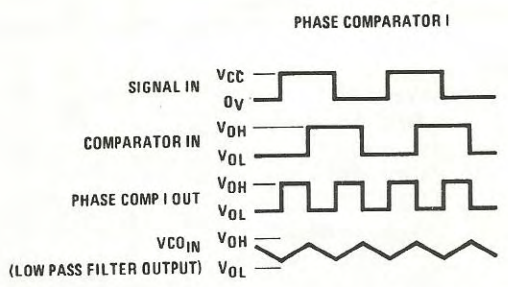 PHASE COMPARATOR I
SIGNAL IN VCC
0V
COMPARATOR IN VOH
VOL
PHASE COMP I OUT VOH
VOL
VCOIN VOH
(LOW PASS FILTER OUTPUT) VOL